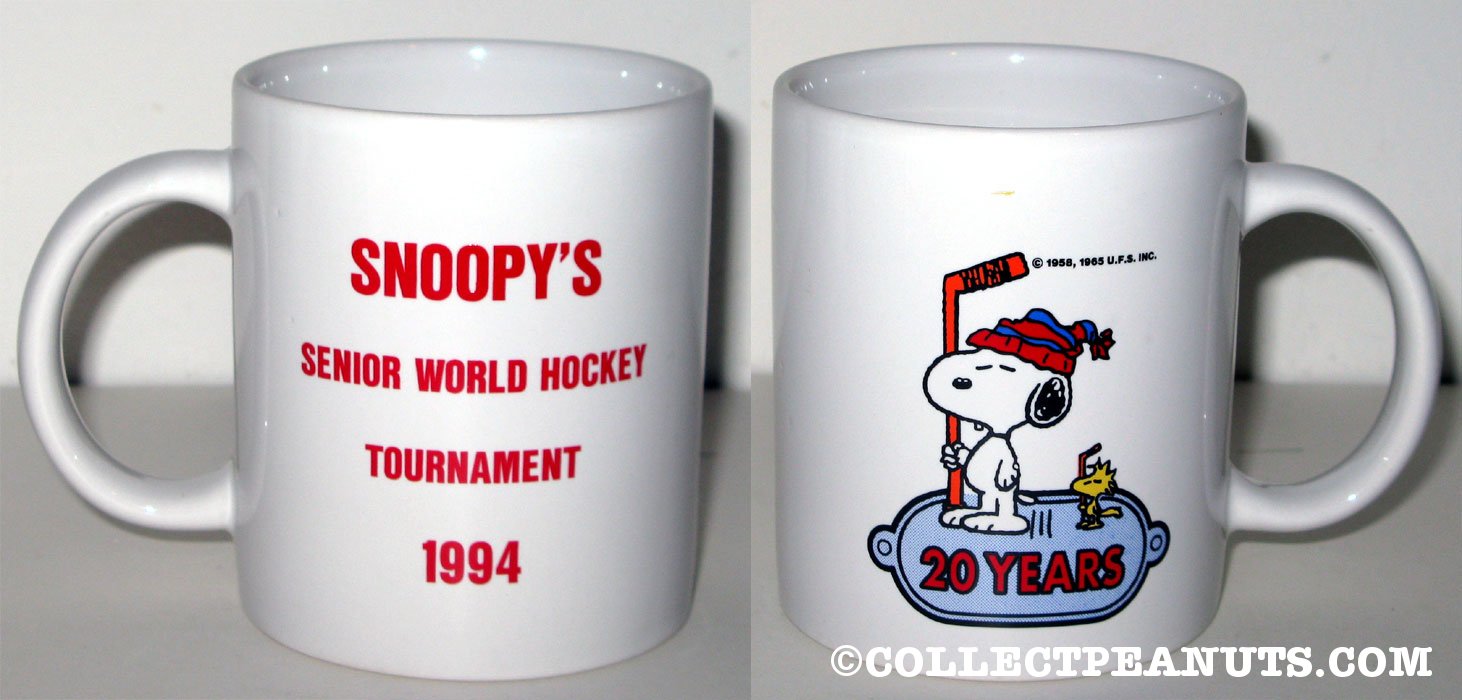 SNOOPY'S
SENIOR WORLD HOCKEY
TOURNAMENT
1994
© 1958, 1965 U.F.S. INC.
20 YEARS
©COLLECTPEANUTS.COM